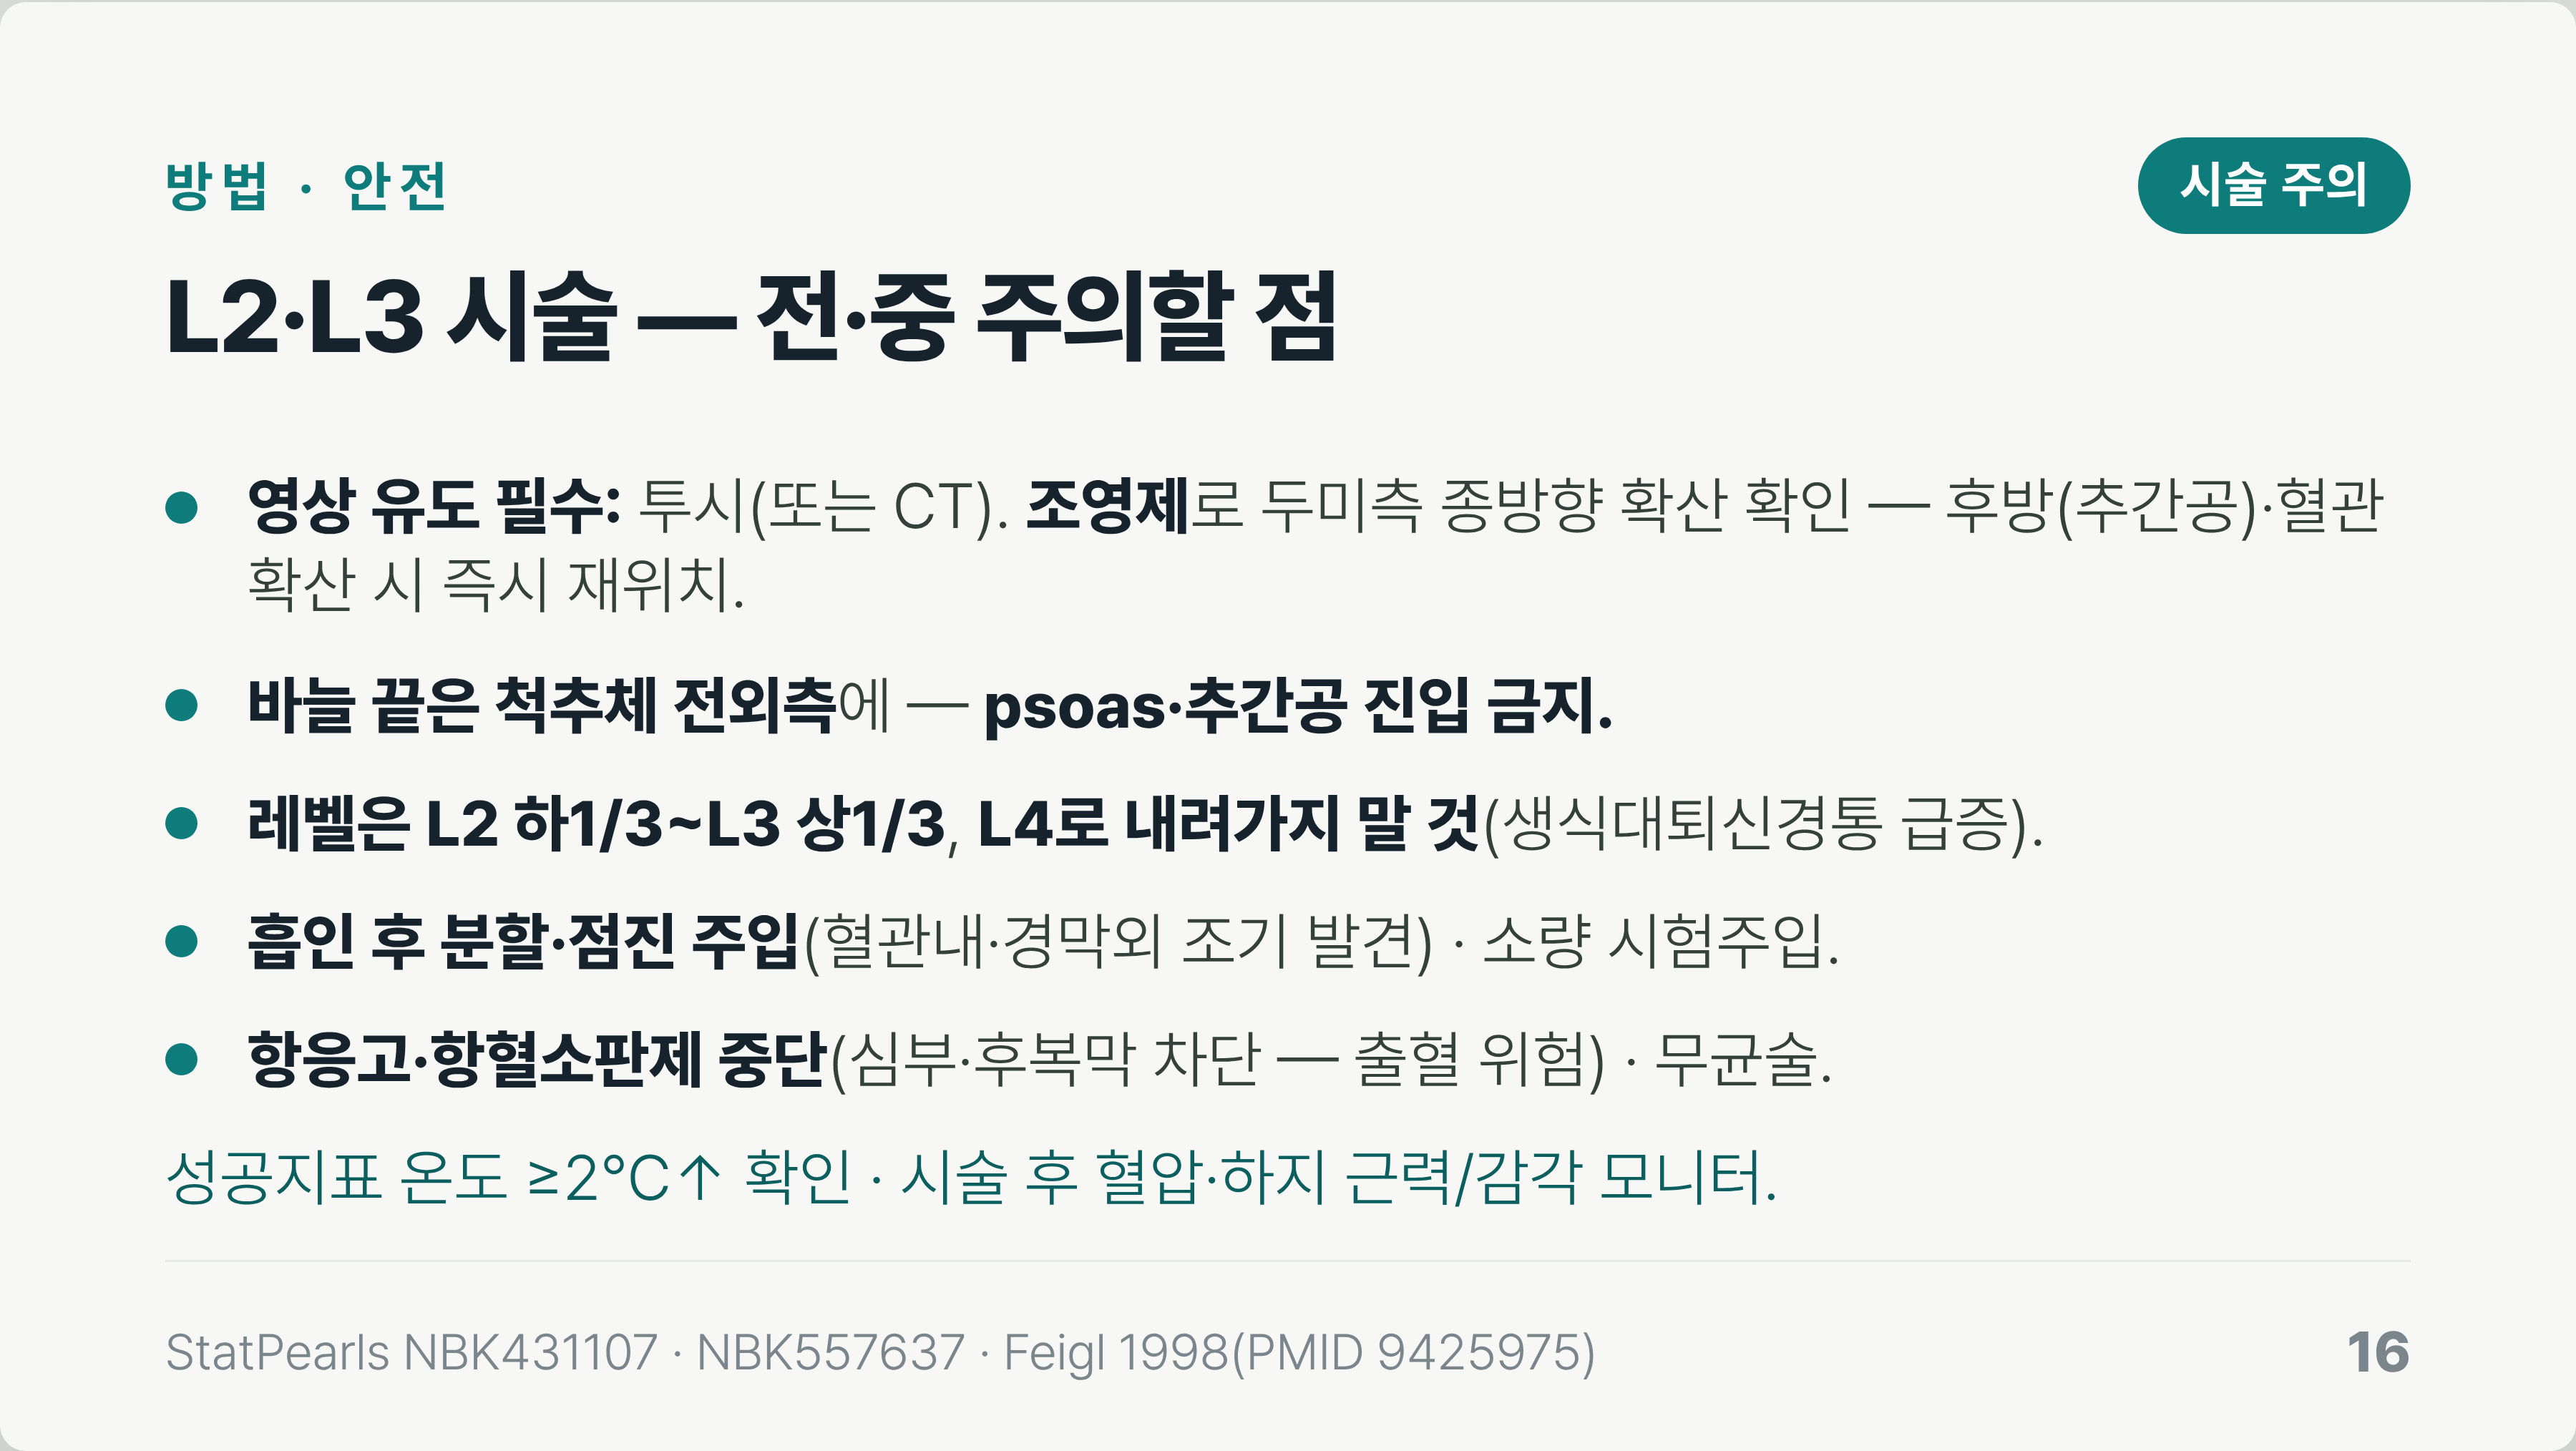 방법 · 안전
시술 주의
L2·L3 시술 — 전·중 주의할 점
영상 유도 필수: 투시(또는 CT). 조영제로 두미측 종방향 확산 확인 — 후방(추간공)·혈관
확산 시 즉시 재위치.
바늘 끝은 척추체 전외측에 — psoas·추간공 진입 금지.
레벨은 L2 하1/3~L3 상1/3, L4로 내려가지 말 것(생식대퇴신경통 급증).
흡인 후 분할·점진 주입(혈관내·경막외 조기 발견) · 소량 시험주입.
항응고·항혈소판제 중단(심부·후복막 차단 — 출혈 위험) · 무균술.
성공지표 온도 ≥2°C↑ 확인 · 시술 후 혈압·하지 근력/감각 모니터.
StatPearls NBK431107 · NBK557637 · Feigl 1998(PMID 9425975)
16